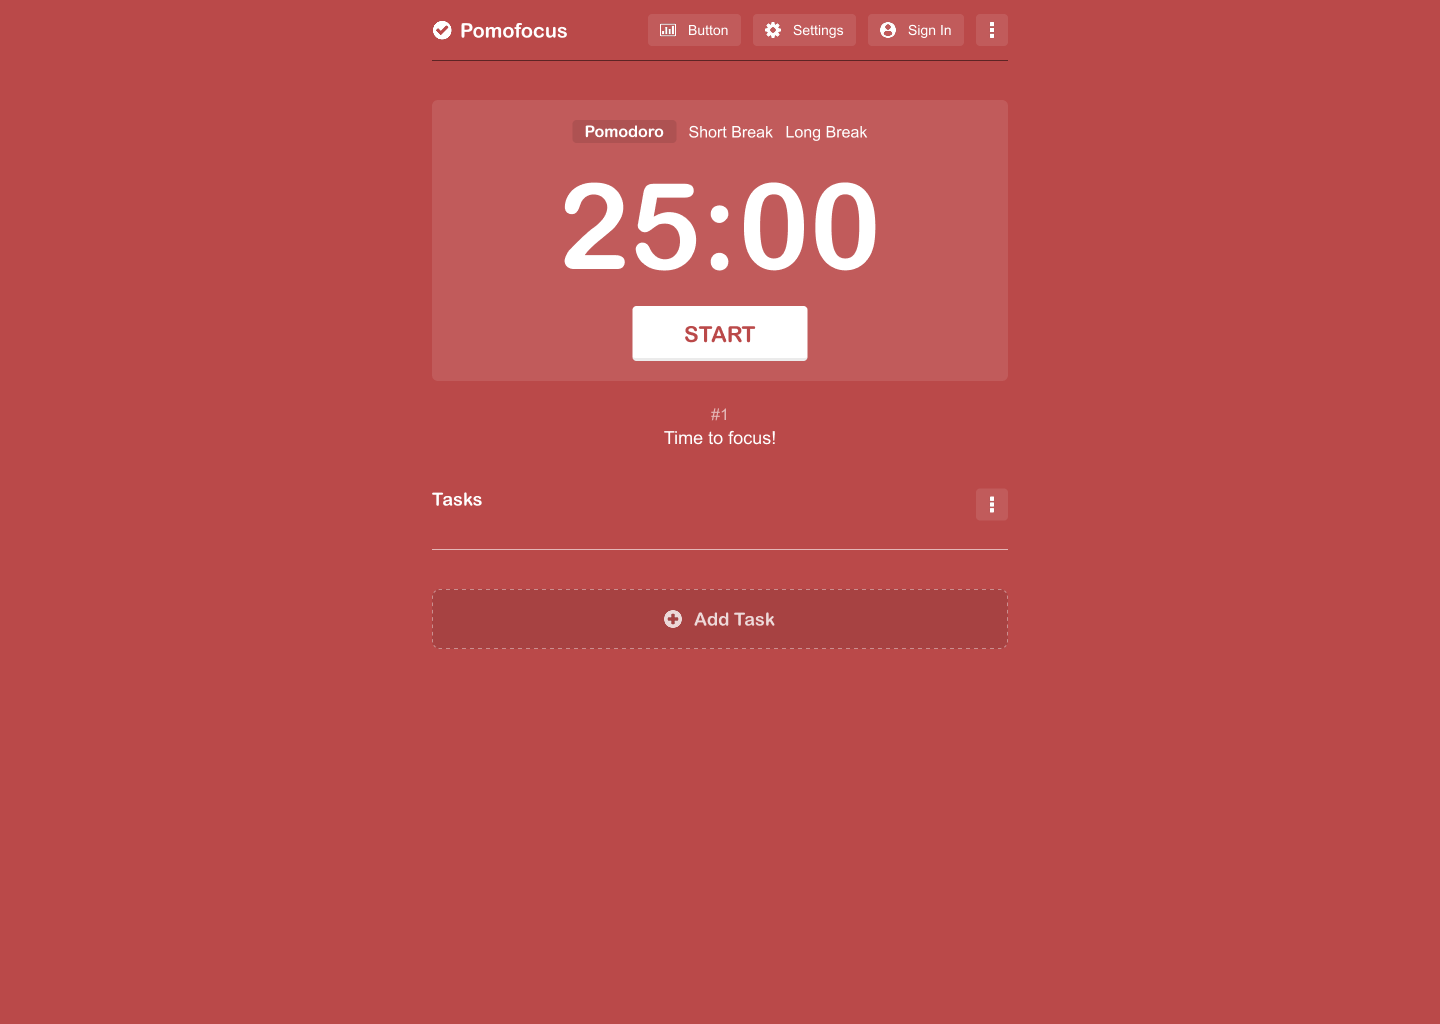 Pomofocus
Button
Settings
Sign In
Pomodoro
Short Break
Long Break
25:00
START
#1
Time to focus!
Tasks
Add Task